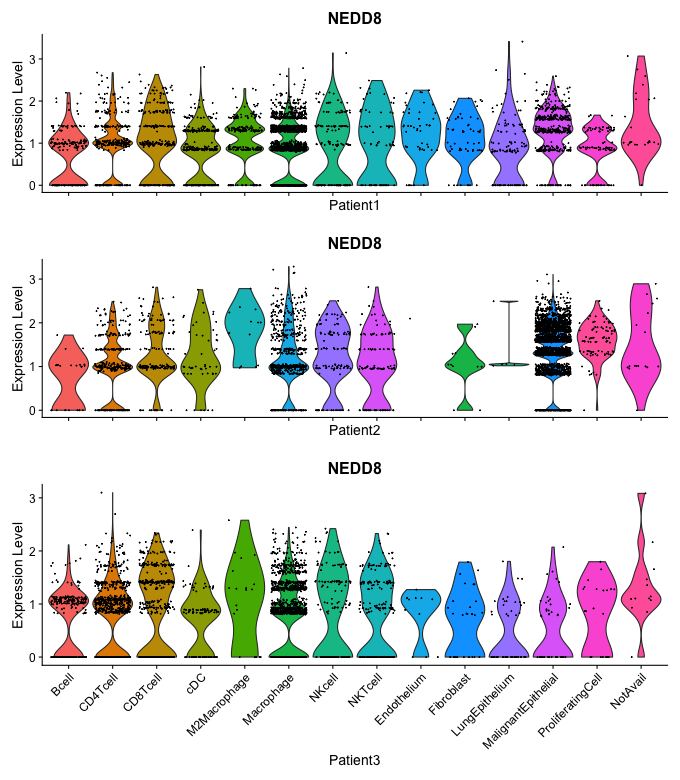 NEDD8
Expression Level
3
2
1
0
Patient1
NEDD8
Expression Level
3
2
1
0
Patient2
NEDD8
Expression Level
3
2
1
0
Bcell
CD4Tcell
CD8Tcell
cDC
M2Macrophage
Macrophage
NKcell
NKTcell
Endothelium
Fibroblast
LungEpithelium
MalignantEpithelial
ProliferatingCell
NotAvail
Patient3